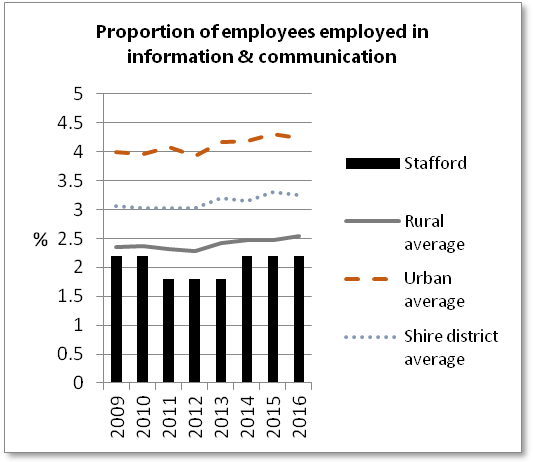 Proportion of employees employed in
information & communication
5
4.5
4
3.5
3
2.5
2
1.5
1
0.5
0
%
2009
2010
2011
2012
2013
2014
2015
2016
Stafford
Rural
average
Urban
average
Shire district
average